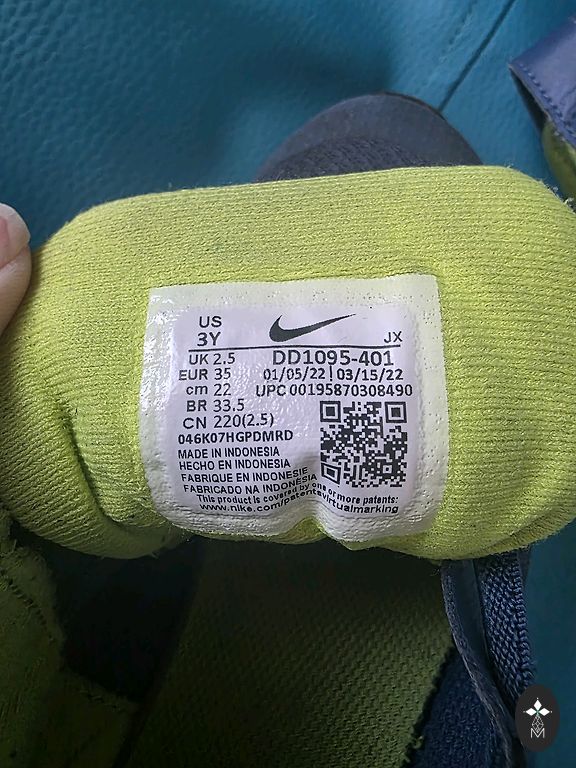 US
3Y
JX
UK 2.5 DD1095-401
EUR 35 01/05/22 | 03/15/22
cm 22 UPC 00195870308490
BR 33.5
CN 220(2.5)
046K07HGPDMRD
MADE IN INDONESIA
HECHO EN INDONESIA
FABRIQUE EN INDONESIE
FABRICADO NA INDONÉSIA
This product is covered by one or more patents:
www.nike.com/patentsvirtualmarking
M